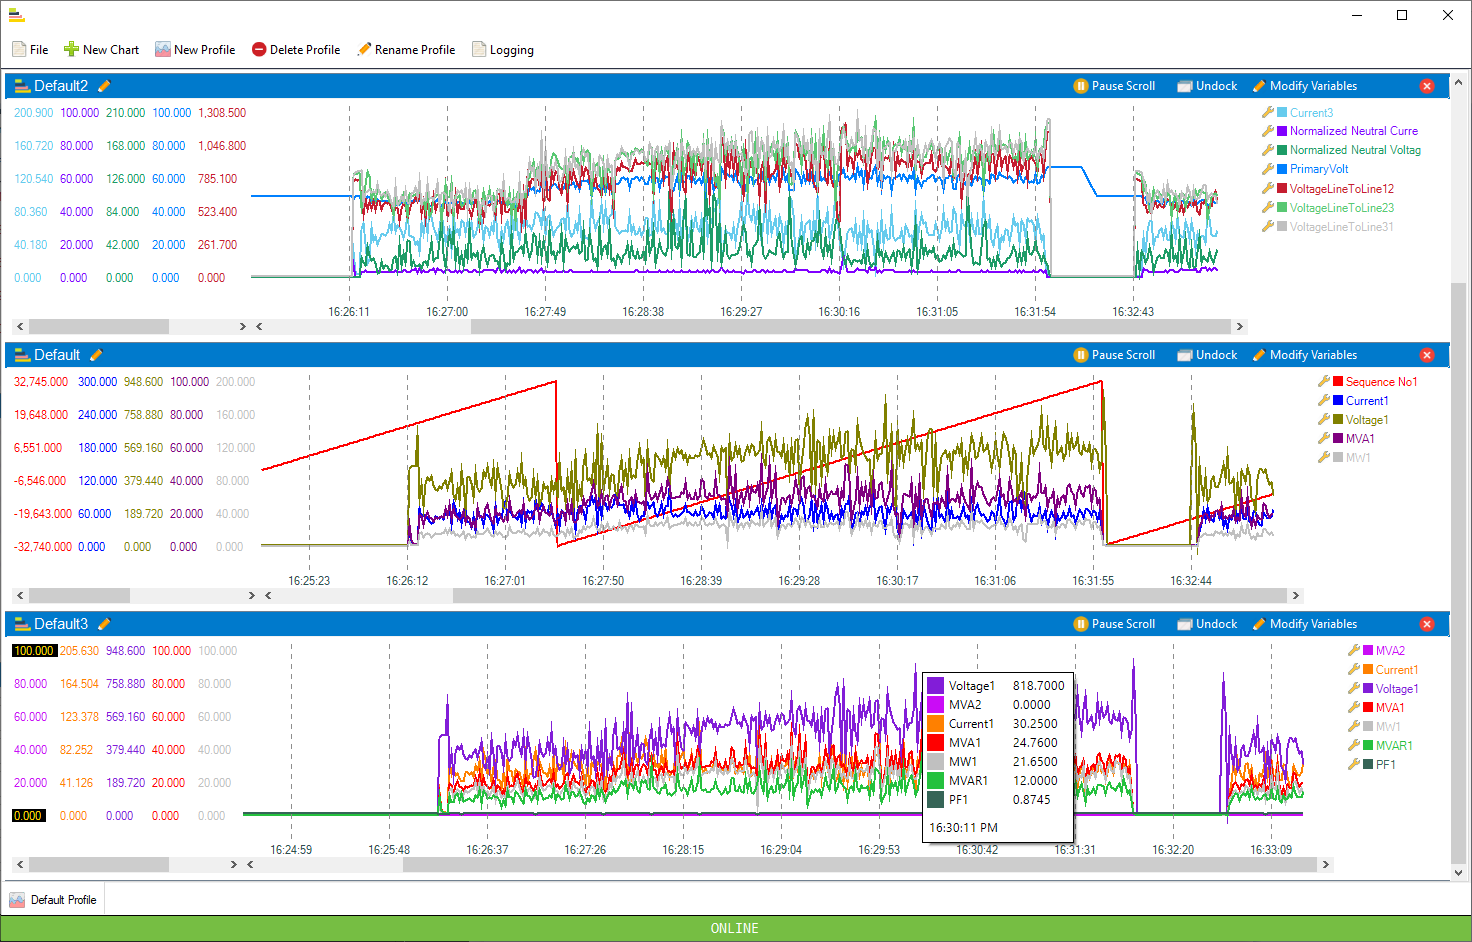 File New Chart New Profile Delete Profile Rename Profile Logging
Default2 Pause Scroll Undock Modify Variables
200.900 100.000 210.000 100.000 1,308.500
160.720 80.000 168.000 80.000 1,046.800
120.540 60.000 126.000 60.000 785.100
80.360 40.000 84.000 40.000 523.400
40.180 20.000 42.000 20.000 261.700
0.000 0.000 0.000 0.000 0.000
Current3
Normalized Neutral Curre
Normalized Neutral Voltag
PrimaryVolt
VoltageLineToLine12
VoltageLineToLine23
VoltageLineToLine31
16:26:11 16:27:00 16:27:49 16:28:38 16:29:27 16:30:16 16:31:05 16:31:54 16:32:43
Default Pause Scroll Undock Modify Variables
32,745.000 300.000 948.600 100.000 200.000
19,648.000 240.000 758.880 80.000 160.000
6,551.000 180.000 569.160 60.000 120.000
-6,546.000 120.000 379.440 40.000 80.000
-19,643.000 60.000 189.720 20.000 40.000
-32,740.000 0.000 0.000 0.000 0.000
Sequence No1
Current1
Voltage1
MVA1
MW1
16:25:23 16:26:12 16:27:01 16:27:50 16:28:39 16:29:28 16:30:17 16:31:06 16:31:55 16:32:44
Default3 Pause Scroll Undock Modify Variables
100.000 205.630 948.600 100.000 100.000
80.000 164.504 758.880 80.000 80.000
60.000 123.378 569.160 60.000 60.000
40.000 82.252 379.440 40.000 40.000
20.000 41.126 189.720 20.000 20.000
0.000 0.000 0.000 0.000 0.000
Voltage1 818.7000
MVA2 0.0000
Current1 30.2500
MVA1 24.7600
MW1 21.6500
MVAR1 12.0000
PF1 0.8745
16:30:11 PM
MVA2
Current1
Voltage1
MVA1
MW1
MVAR1
PF1
16:24:59 16:25:48 16:26:37 16:27:26 16:28:15 16:29:04 16:29:53 16:30:42 16:31:31 16:32:20 16:33:09
Default Profile
ONLINE